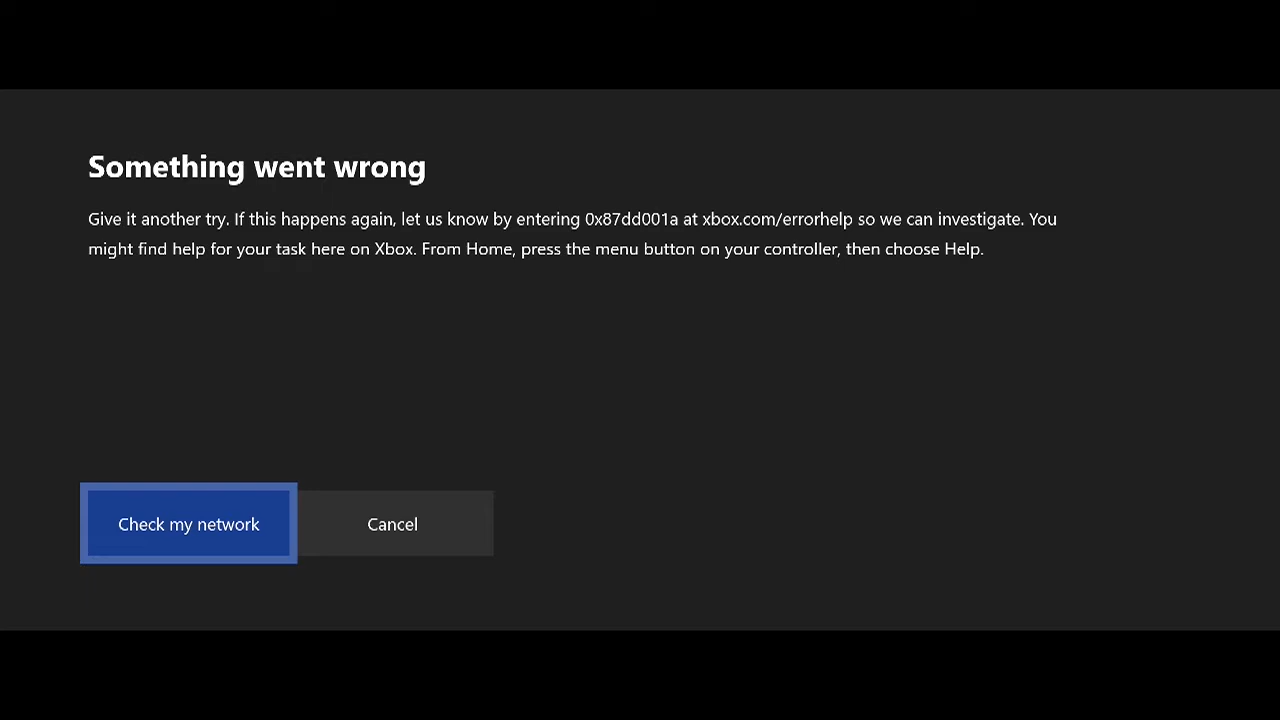 Something went wrong
Give it another try. If this happens again, let us know by entering 0x87dd001a at xbox.com/errorhelp so we can investigate. You
might find help for your task here on Xbox. From Home, press the menu button on your controller, then choose Help.
Check my network
Cancel